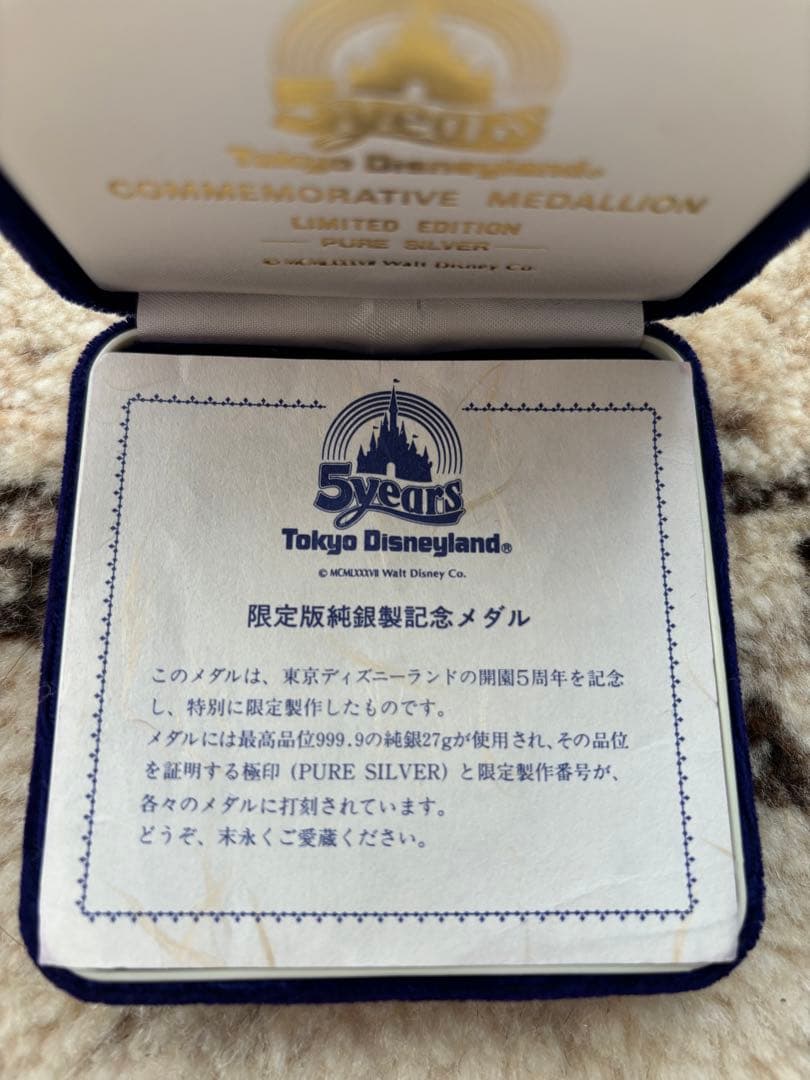 5years
Tokyo Disneyland®
COMMEMORATIVE MEDALLION
LIMITED EDITION
PURE SILVER
© MCMLXXXVII Walt Disney Co.
5years
Tokyo Disneyland®
© MCMLXXXVII Walt Disney Co.
限定版純銀製記念メダル
このメダルは、東京ディズニーランドの開園5周年を記念
し、特別に限定製作したものです。
メダルには最高品位999.9の純銀27gが使用され、その品位
を証明する極印 (PURE SILVER) と限定製作番号が、
各々のメダルに打刻されています。
どうぞ、末永くご愛蔵ください。